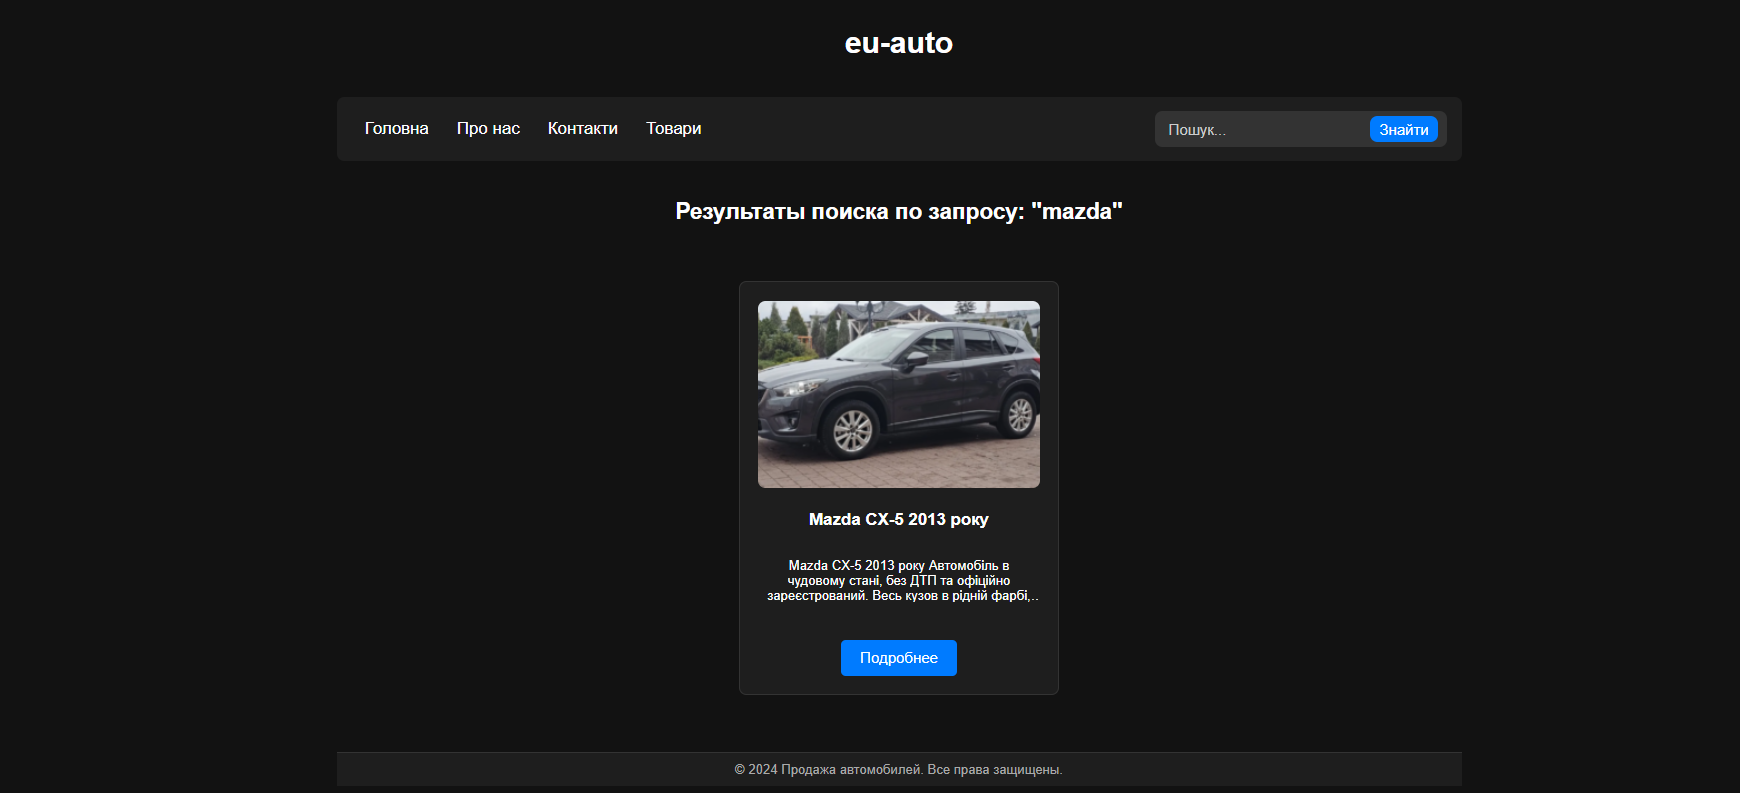 eu-auto
Головна Про нас Контакти Товари Пошук... Знайти
Результаты поиска по запросу: "mazda"
Mazda CX-5 2013 року
Mazda CX-5 2013 року Автомобіль в
чудовому стані, без ДТП та офіційно
зареєстрований. Весь кузов в рідній фарбі,..
Подробнее
© 2024 Продажа автомобилей. Все права защищены.